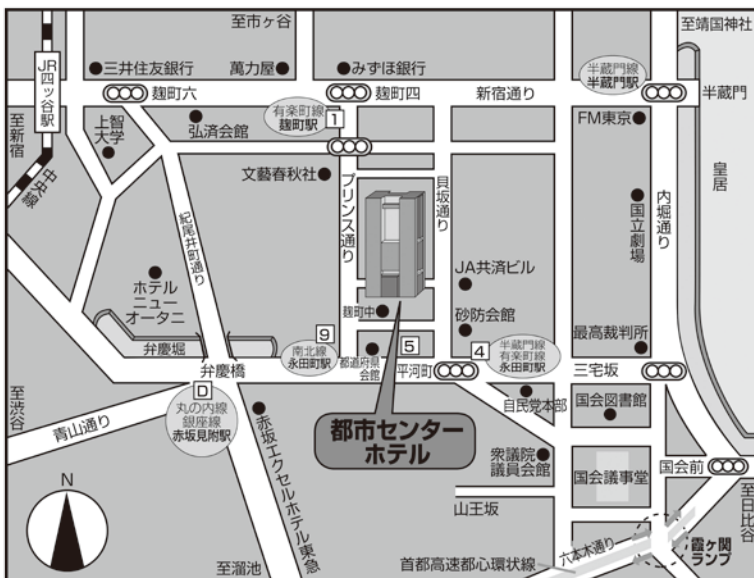 至市ヶ谷
至靖国神社
JR四ッ谷駅
三井住友銀行
萬力屋
みずほ銀行
半蔵門線
半蔵門駅
麹町六
麹町四
新宿通り
半蔵門
至新宿
上智
大学
弘済会館
有楽町線
麹町駅
1
FM東京
中央線
文藝春秋社
プリンス通り
貝坂通り
国立劇場
内堀通り
皇居
紀尾井町通り
ホテル
ニュー
オータニ
JA共済ビル
麹町中
砂防会館
弁慶堀
9
南北線
永田町駅
都道府県
会館
5
平河町
4
半蔵門線
有楽町線
永田町駅
最高裁判所
三宅坂
弁慶橋
至渋谷
青山通り
D
丸の内線
銀座線
赤坂見附駅
赤坂エクセルホテル東急
都市センター
ホテル
自民党本部
国会図書館
衆議院
議員会館
国会議事堂
国会前
至日比谷
山王坂
N
至溜池
首都高速都心環状線
六本木通り
霞ヶ関
ランプ